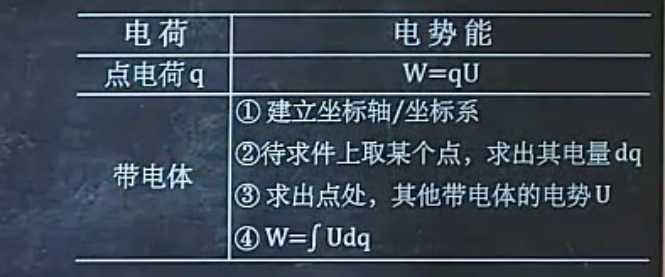 电荷 电势能
点电荷q W=qU
带电体
① 建立坐标轴/坐标系
②待求件上取某个点，求出其电量dq
③ 求出点处，其他带电体的电势U
④ W=∫Udq